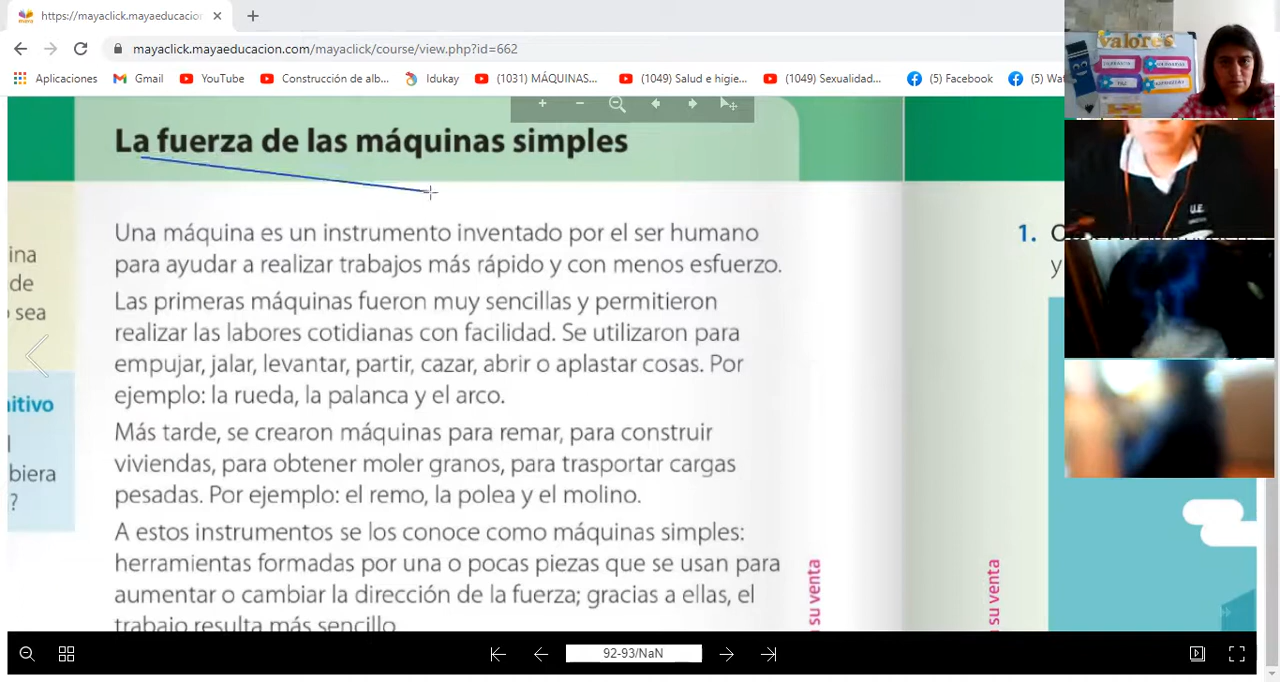 https://mayaclick.mayaeducacion
mayaclick.mayaeducacion.com/mayaclick/course/view.php?id=662
Aplicaciones Gmail YouTube Construcción de alb... edukay (1031) MÁQUINAS... (1049) Salud e higie... (1049) Sexualidad... (5) Facebook (5) Wat
valores
La fuerza de las máquinas simples
Una máquina es un instrumento inventado por el ser humano
para ayudar a realizar trabajos más rápido y con menos esfuerzo.
Las primeras máquinas fueron muy sencillas y permitieron
realizar las labores cotidianas con facilidad. Se utilizaron para
empujar, jalar, levantar, partir, cazar, abrir o aplastar cosas. Por
ejemplo: la rueda, la palanca y el arco.
Más tarde, se crearon máquinas para remar, para construir
viviendas, para obtener moler granos, para trasportar cargas
pesadas. Por ejemplo: el remo, la polea y el molino.
A estos instrumentos se los conoce como máquinas simples:
herramientas formadas por una o pocas piezas que se usan para
aumentar o cambiar la dirección de la fuerza; gracias a ellas, el
trabajo resulta más sencillo
ina
de
sea
nitivo
biera
?
su venta
1.
y
su venta
U.E.
92-93/NaN